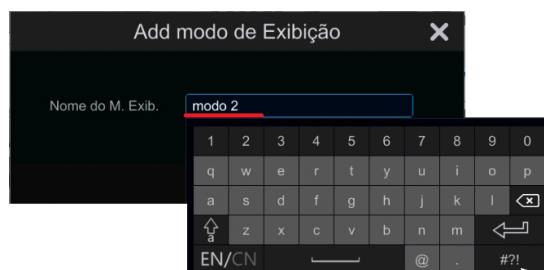 Add modo de Exibição
Nome do M. Exib. modo 2
1 2 3 4 5 6 7 8 9 0
q w e r t y u i o p
a s d f g h j k l
a z x c v b n m
EN/CN @ . #?!